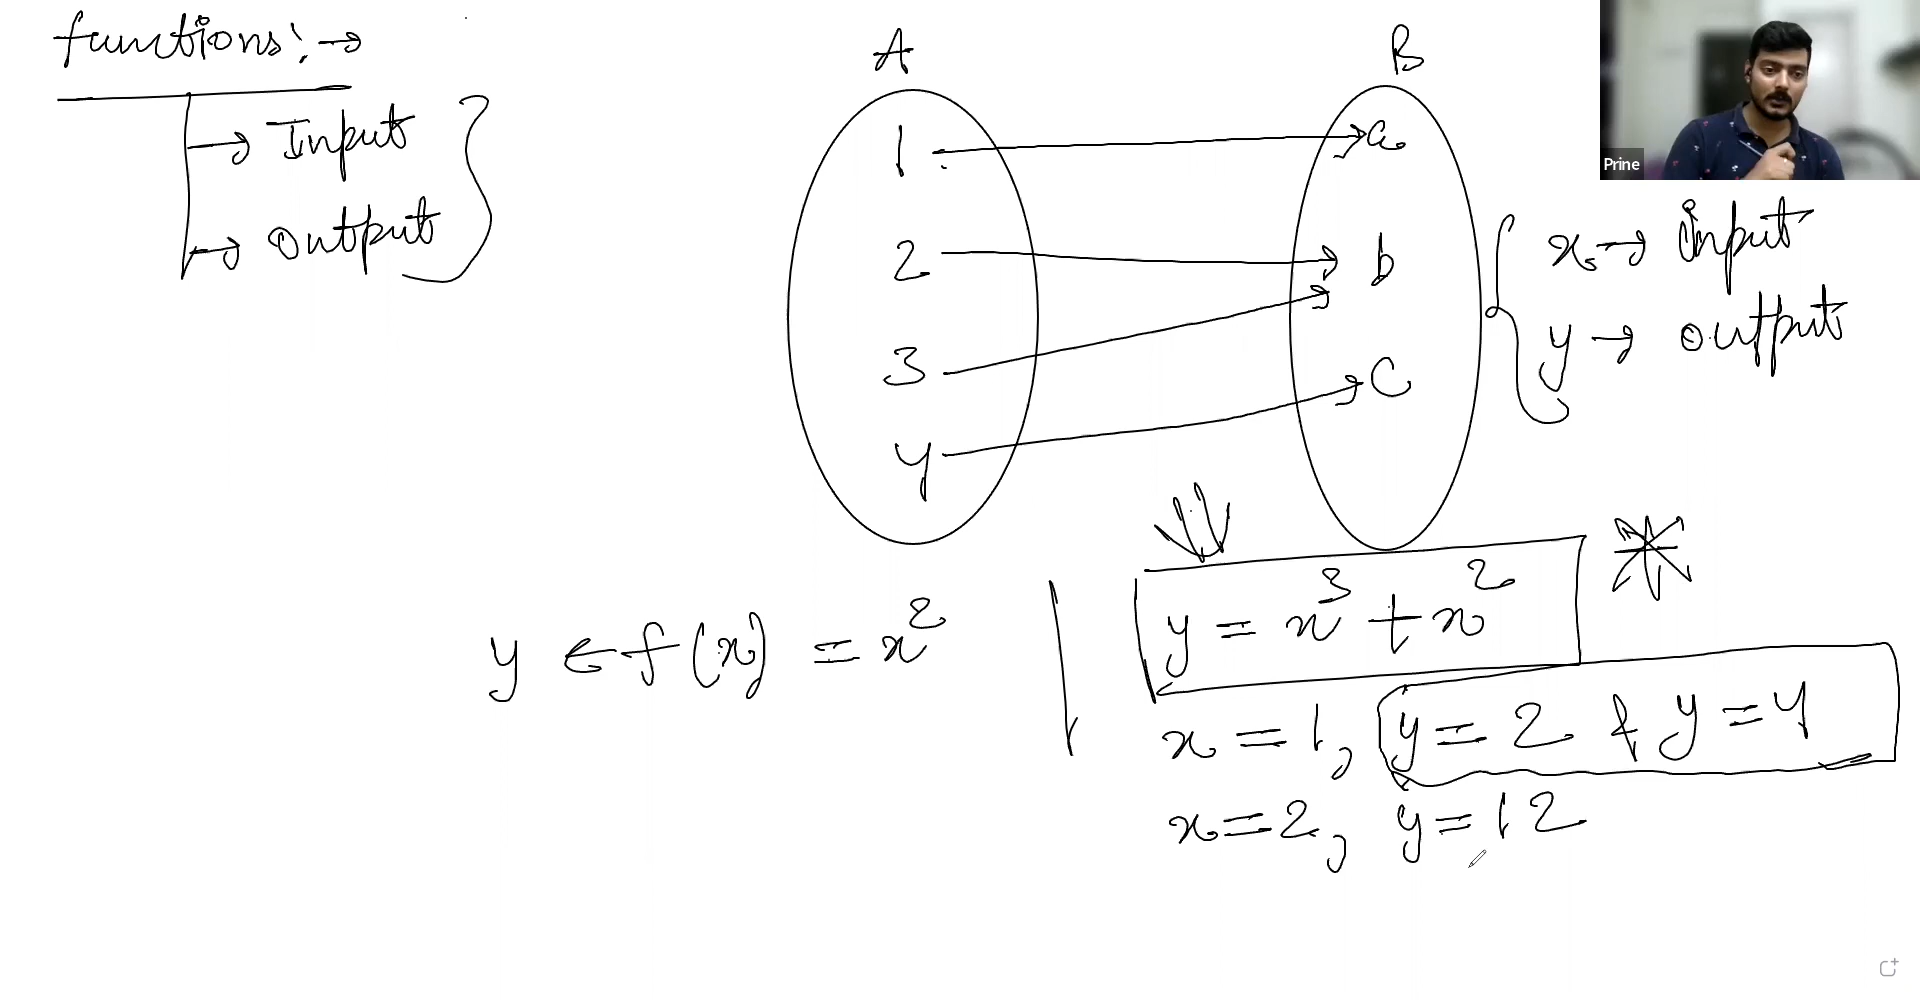 functions:→
→ Input
→ output
A
B
1
2
3
4
a
b
c
Prine
x → input
y → output
y ← f(x) = x²
y = x³ + x²
x = 1, y = 2 & y = 4
x = 2, y = 12